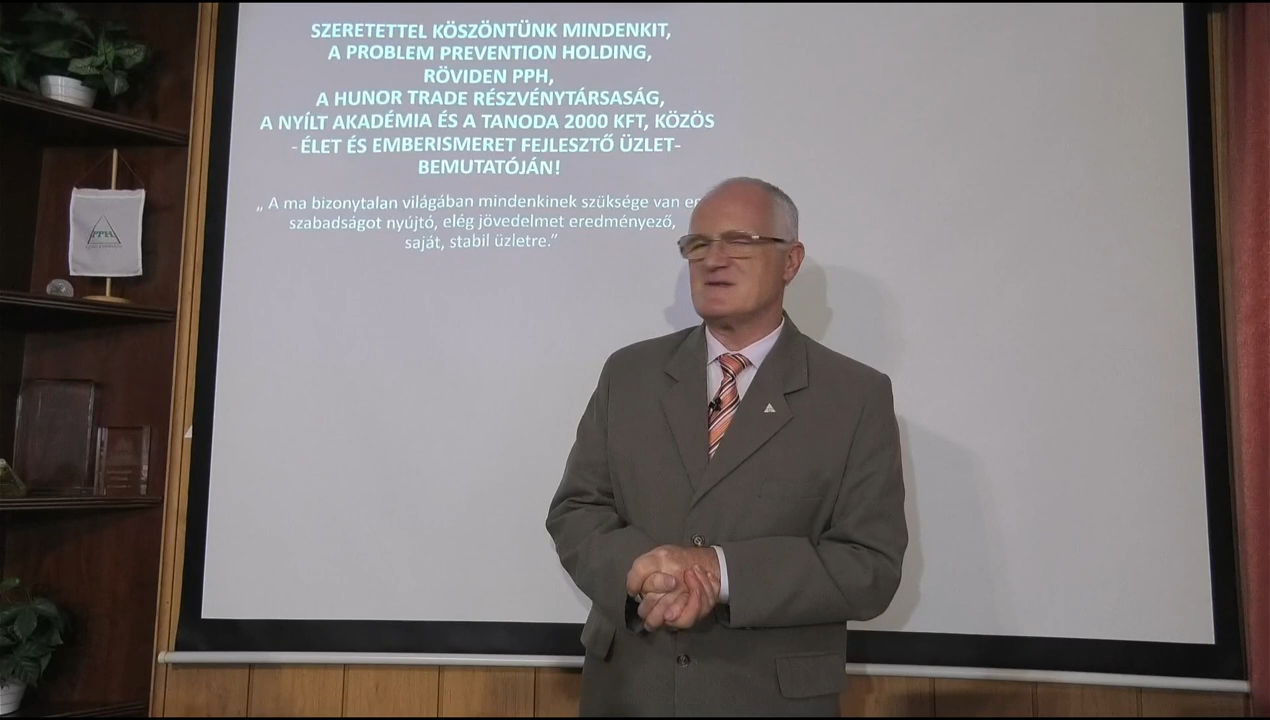 SZERETETTEL KÖSZÖNTÜNK MINDENKIT,
A PROBLEM PREVENTION HOLDING,
RÖVIDEN PPH,
A HUNOR TRADE RÉSZVÉNYTÁRSASÁG,
A NYÍLT AKADÉMIA ÉS A TANODA 2000 KFT, KÖZÖS
-ÉLET ÉS EMBERISMERET FEJLESZTŐ ÜZLET-
BEMUTATÓJÁN!
„ A ma bizonytalan világában mindenkinek szüksége van
szabadságot nyújtó, elég jövedelmet eredményező,
saját, stabil üzletre.”
PPH